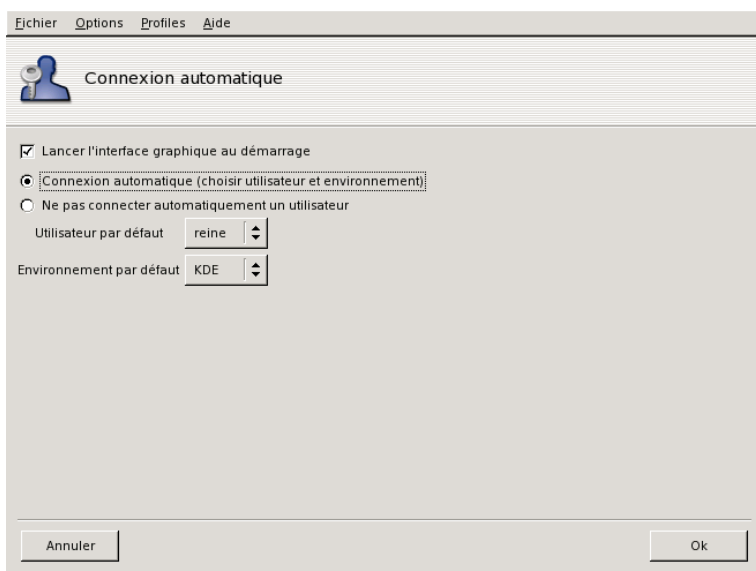 Fichier Options Profiles Aide
Connexion automatique
Lancer l'interface graphique au démarrage
Connexion automatique (choisir utilisateur et environnement)
Ne pas connecter automatiquement un utilisateur
Utilisateur par défaut reine
Environnement par défaut KDE
Annuler Ok